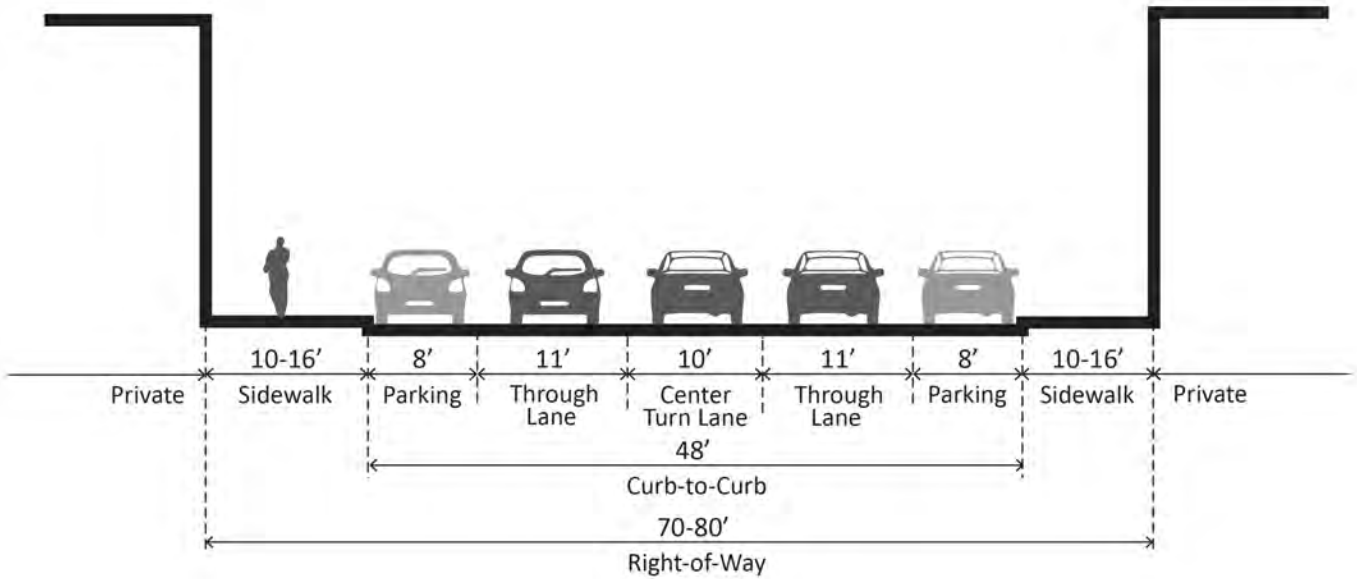 10-16’ 8’ 11’ 10’ 11’ 8’ 10-16’
Private Sidewalk Parking Through Center Through Parking Sidewalk Private
Lane Turn Lane Lane
48’
Curb-to-Curb
70-80’
Right-of-Way